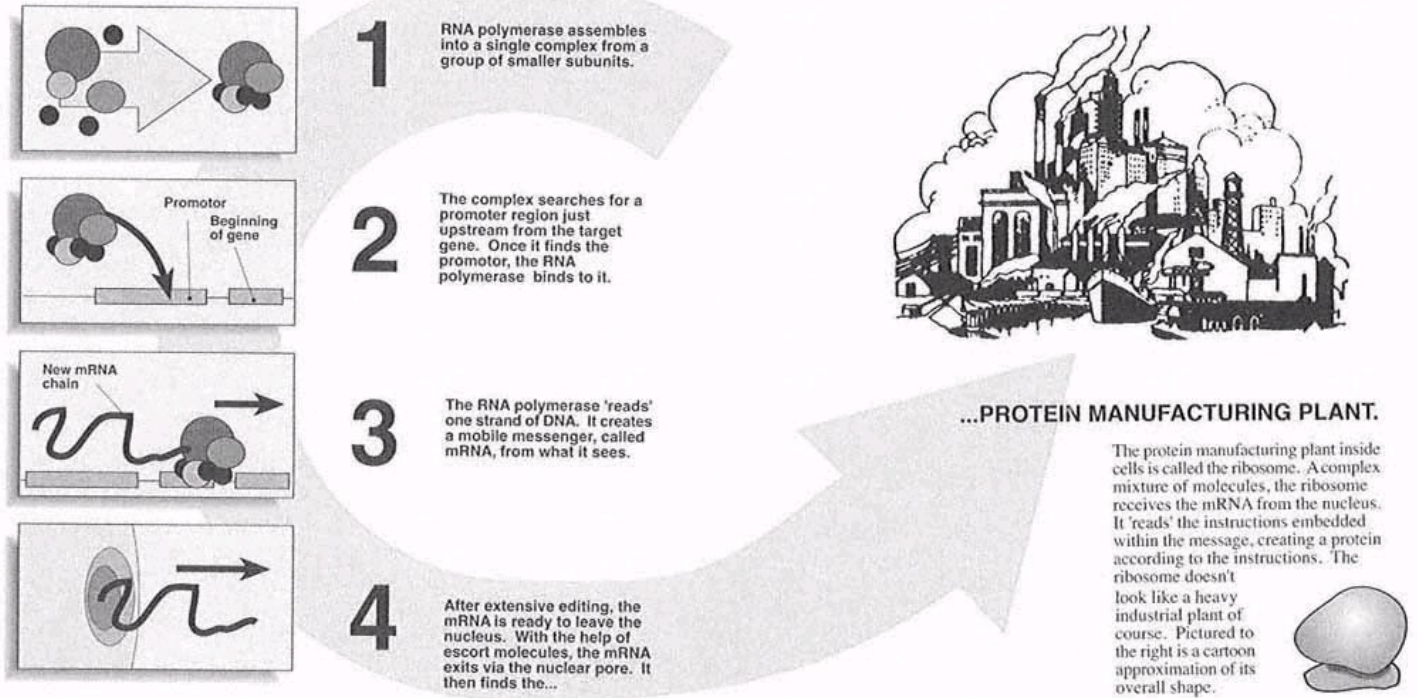 1
RNA polymerase assembles
into a single complex from a
group of smaller subunits.
Promotor
Beginning
of gene
2
The complex searches for a
promoter region just
upstream from the target
gene. Once it finds the
promotor, the RNA
polymerase binds to it.
New mRNA
chain
3
The RNA polymerase 'reads'
one strand of DNA. It creates
a mobile messenger, called
mRNA, from what it sees.
4
After extensive editing, the
mRNA is ready to leave the
nucleus. With the help of
escort molecules, the mRNA
exits via the nuclear pore. It
then finds the...
...PROTEIN MANUFACTURING PLANT.
The protein manufacturing plant inside
cells is called the ribosome. A complex
mixture of molecules, the ribosome
receives the mRNA from the nucleus.
It 'reads' the instructions embedded
within the message, creating a protein
according to the instructions. The
ribosome doesn't
look like a heavy
industrial plant of
course. Pictured to
the right is a cartoon
approximation of its
overall shape.